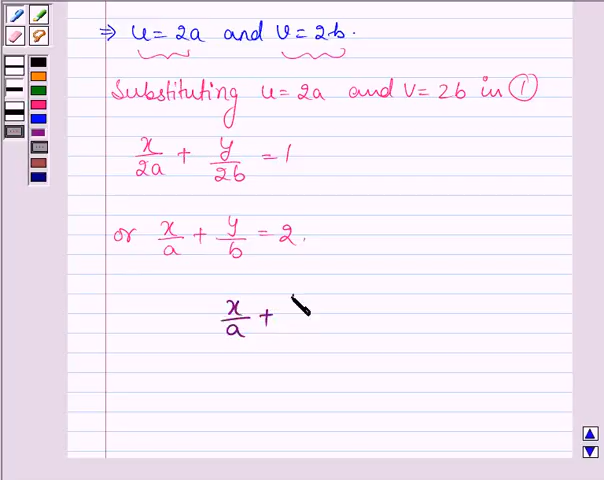 ⇒ u = 2a and v = 2b.
Substituting u = 2a and v = 2b in ①
x/2a + y/2b = 1
or x/a + y/b = 2.
x/a +